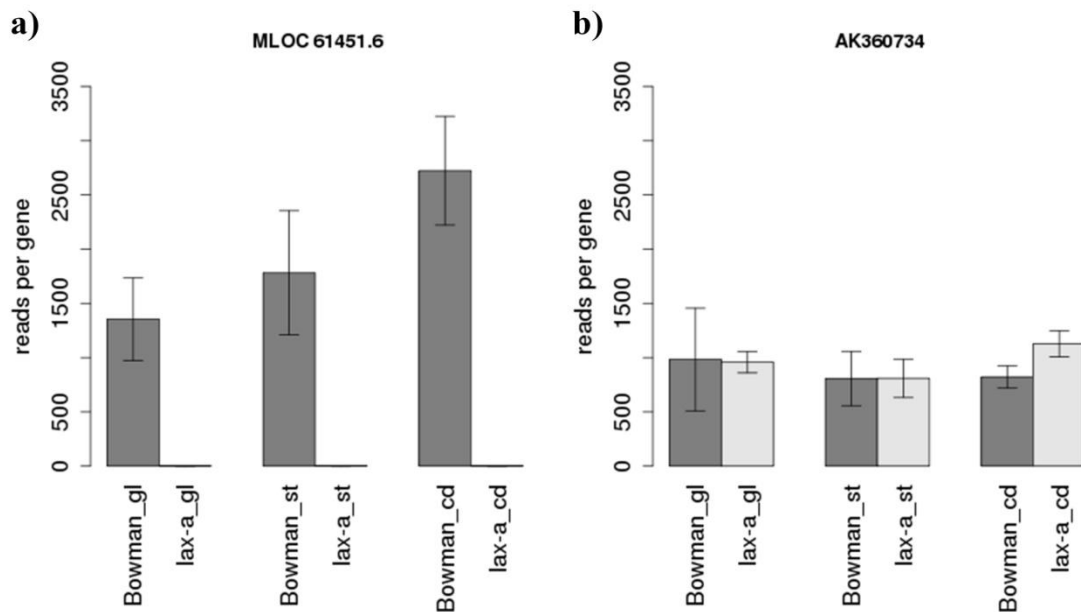 a)
MLOC 61451.6
reads per gene
3500
2500
1500
500
0
Bowman_gl
lax-a_gl
Bowman_st
lax-a_st
Bowman_cd
lax-a_cd
b)
AK360734
reads per gene
3500
2500
1500
500
0
Bowman_gl
lax-a_gl
Bowman_st
lax-a_st
Bowman_cd
lax-a_cd